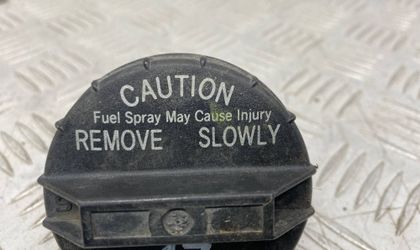 CAUTION
Fuel Spray May Cause Injury
REMOVE SLOWLY